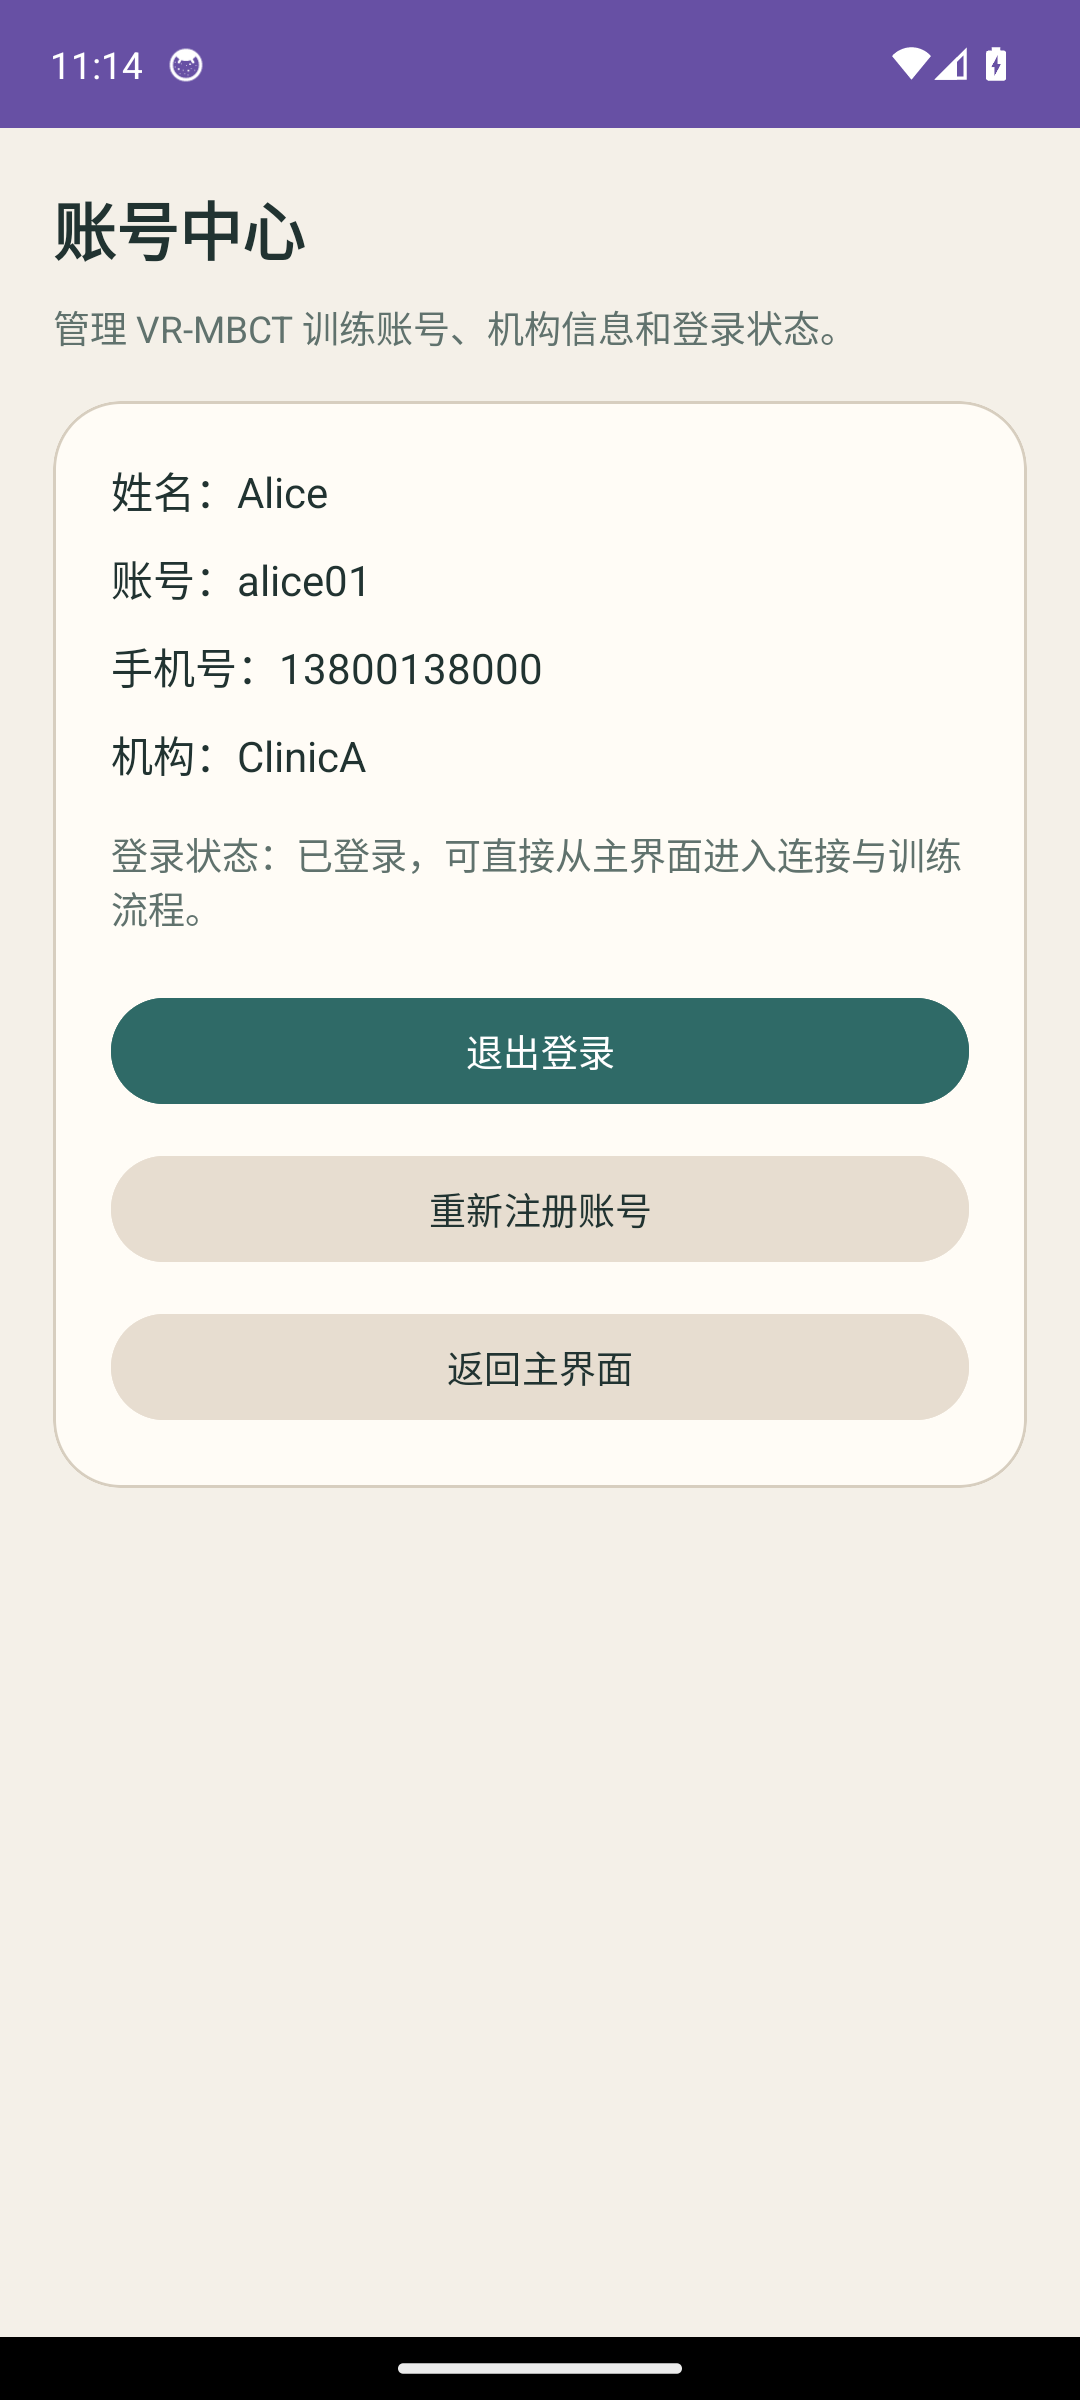 11:14
账号中心
管理 VR-MBCT 训练账号、机构信息和登录状态。
姓名：Alice
账号：alice01
手机号：13800138000
机构：ClinicA
登录状态：已登录，可直接从主界面进入连接与训练
流程。
退出登录
重新注册账号
返回主界面